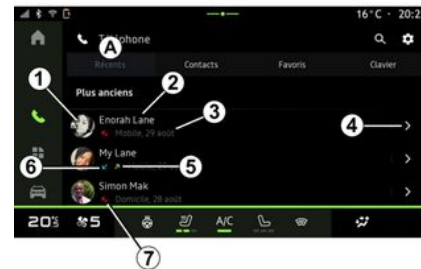 16°C · 20:2
Téléphone
A
Récents Contacts Favoris Clavier
Plus anciens
1 2
Enorah Lane
Mobile, 29 août
3 4
My Lane
6 5
Simon Mak
Domicile, 28 août
20 5 A/C
7